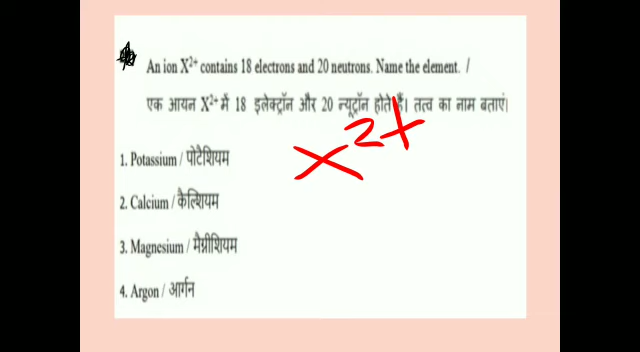 An ion X²⁺ contains 18 electrons and 20 neutrons. Name the element. /
एक आयन X²⁺ में 18 इलेक्ट्रॉन और 20 न्यूट्रॉन होते हैं। तत्व का नाम बताएं।
x²⁺
1. Potassium / पोटैशियम
2. Calcium / कैल्शियम
3. Magnesium / मैग्नीशियम
4. Argon / आर्गन